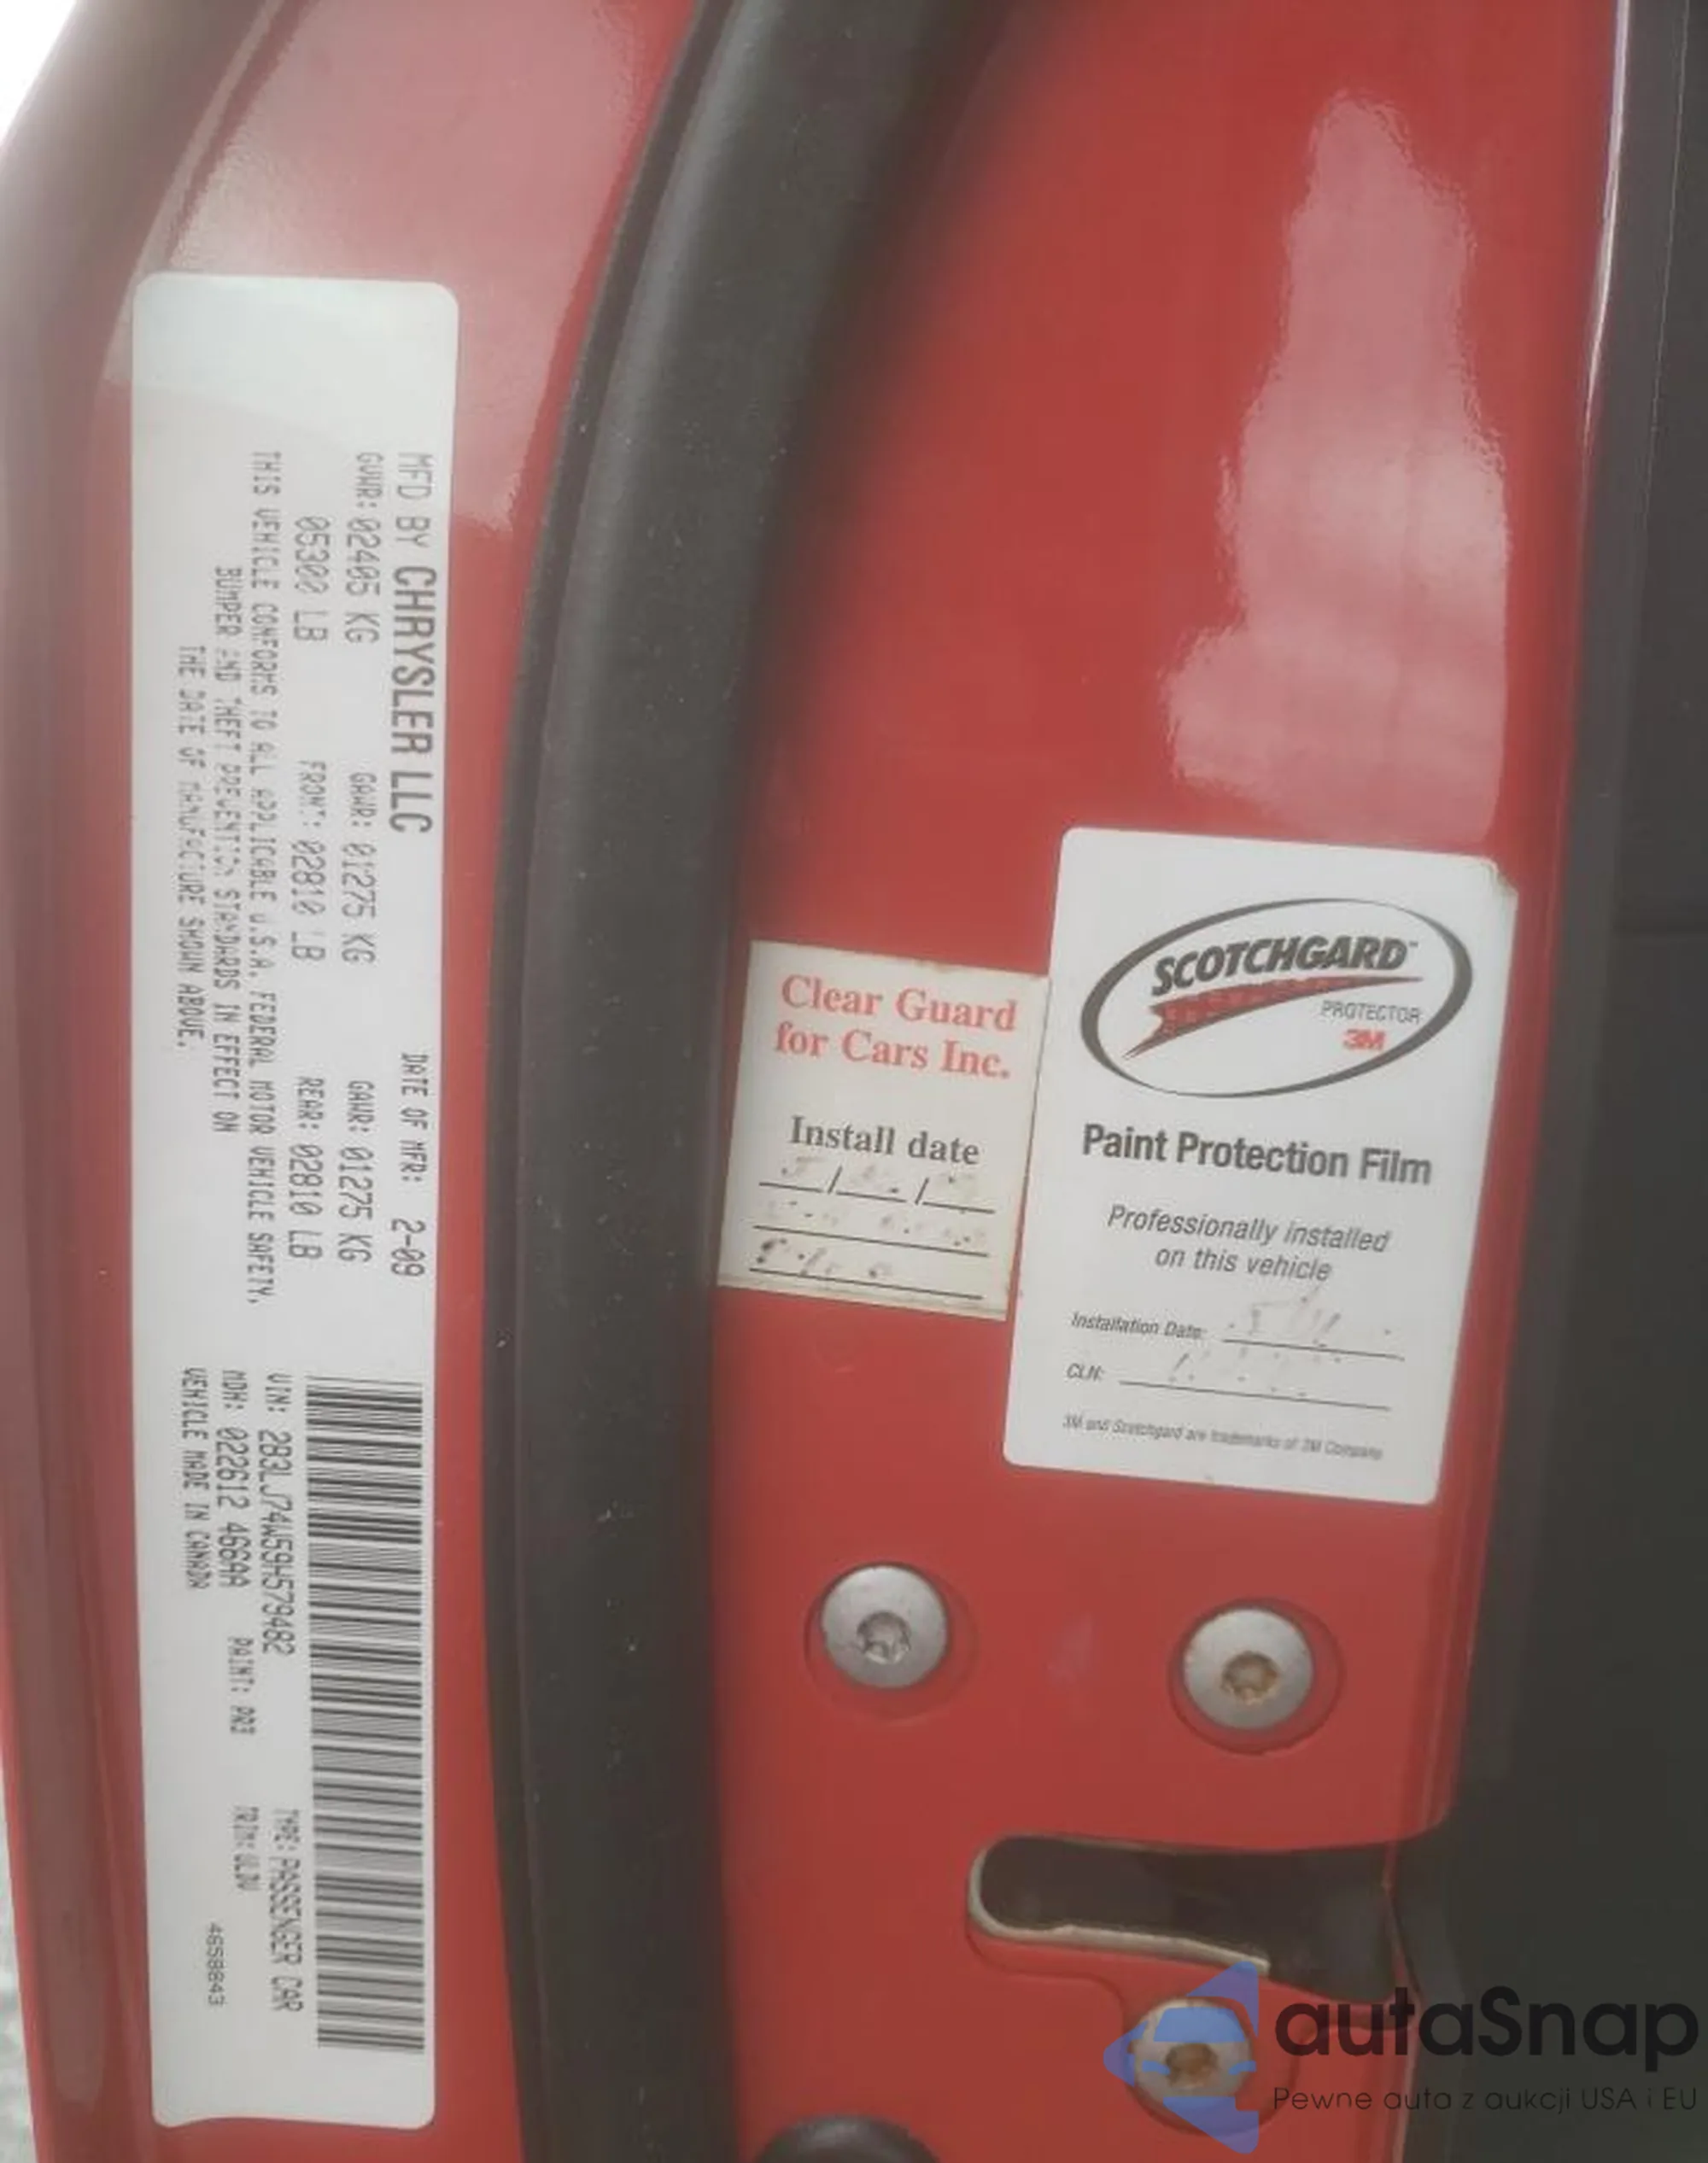 MFD BY CHRYSLER LLC
DATE OF MFR: 2-09
GVWR: 02405 KG
GAWR: 01275 KG
GAWR: 01275 KG
05300 LB
FRONT: 02810 LB
REAR: 02810 LB
THIS VEHICLE CONFORMS TO ALL APPLICABLE U.S.A. FEDERAL MOTOR VEHICLE SAFETY,
BUMPER AND THEFT PREVENTION STANDARDS IN EFFECT ON
THE DATE OF MANUFACTURE SHOWN ABOVE.
VIN: 2B3LJ74W59H579482
TYPE: PASSENGER CAR
MDH: 022612 466AA
PAINT: PR3
TRIM:
VEHICLE MADE IN CANADA
4658843
Clear Guard
for Cars Inc.
Install date
SCOTCHGARD™
PROTECTOR
3M
Paint Protection Film
Professionally installed
on this vehicle
Installation Date:
CLN:
3M and Scotchgard are trademarks of 3M Company
autaSnap
Pewne auta z aukcji USA i EU